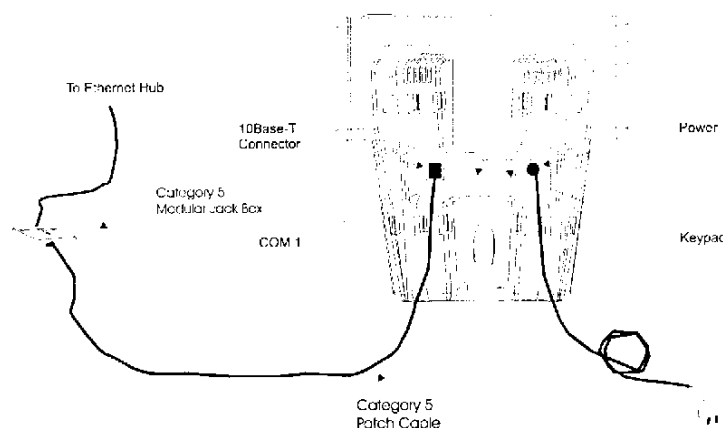 To Ethernet Hub
10Base-T
Connector
Power
Category 5
Modular Jack Box
COM 1
Keypad
Category 5
Patch Cable